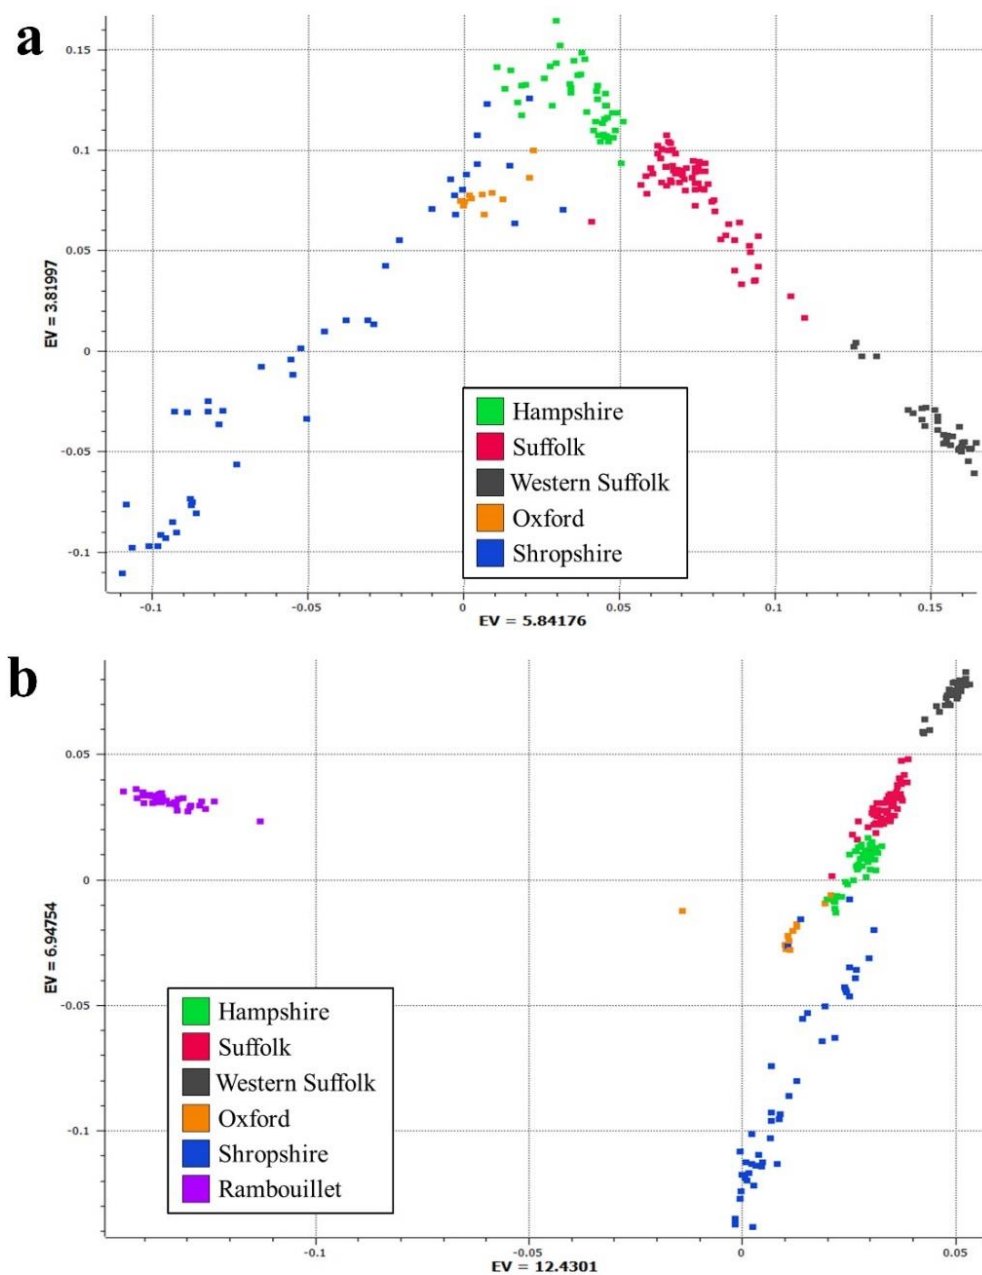 a
0.15
0.1
0.05
0
-0.05
-0.1
EV = 3.81997
Hampshire
Suffolk
Western Suffolk
Oxford
Shropshire
-0.1
-0.05
0
0.05
0.1
0.15
EV = 5.84176
b
0.05
0
-0.05
-0.1
EV = 6.94754
Hampshire
Suffolk
Western Suffolk
Oxford
Shropshire
Rambouillet
-0.1
-0.05
0
0.05
EV = 12.4301